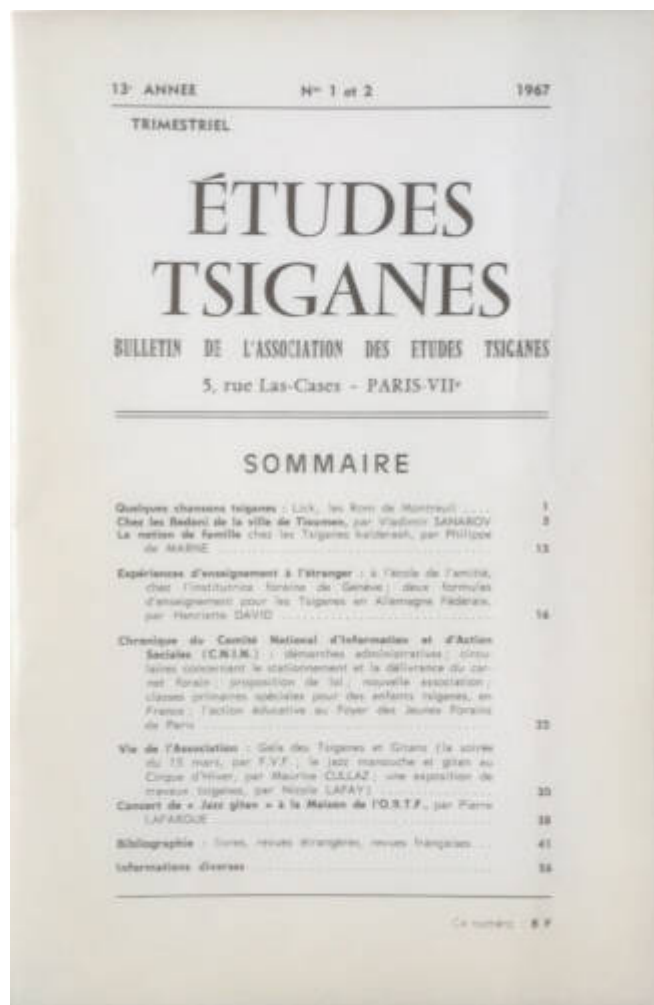 13e ANNEE Nos 1 et 2 1967
TRIMESTRIEL
ÉTUDES
TSIGANES
BULLETIN DE L'ASSOCIATION DES ETUDES TSIGANES
5, rue Las-Cases - PARIS-VIIe
SOMMAIRE
Quelques chansons tsiganes : Lick, les Rom de Montreuil .... 1
Chez les Bedoni de la ville de Tioumen, par Vladimir SANAROV
La notion de famille chez les Tsiganes kalderash, par Philippe
de MARNE .... 13
Expériences d'enseignement à l'étranger : à l'école de l'amitié,
chez l'institutrice foraine de Genève ; deux formules
d'enseignement pour les Tsiganes en Allemagne Fédérale,
par Henriette DAVID .... 16
Chronique du Comité National d'Information et d'Action
Sociales (C.N.I.N.) : démarches administratives ; circu-
laires concernant le stationnement et la délivrance du car-
net forain ; proposition de loi ; nouvelle association ;
classes primaires spéciales pour des enfants tsiganes, en
France ; l'action éducative au Foyer des Jeunes Forains
de Paris ....
Vie de l'Association : Gala des Tsiganes et Gitans (la soirée
du 15 mars, par F.V.F. ; le jazz manouche et gitan au
Cirque d'Hiver, par Maurice CULLAZ ; une exposition de
travaux tsiganes, par Nicole LAFAY)
Concert de « Jazz gitan » à la Maison de l'O.R.T.F., par Pierre
LAFARGUE .... 38
Bibliographie : livres, revues étrangères, revues françaises .... 41
Informations diverses ....
Ce numéro : 8 F